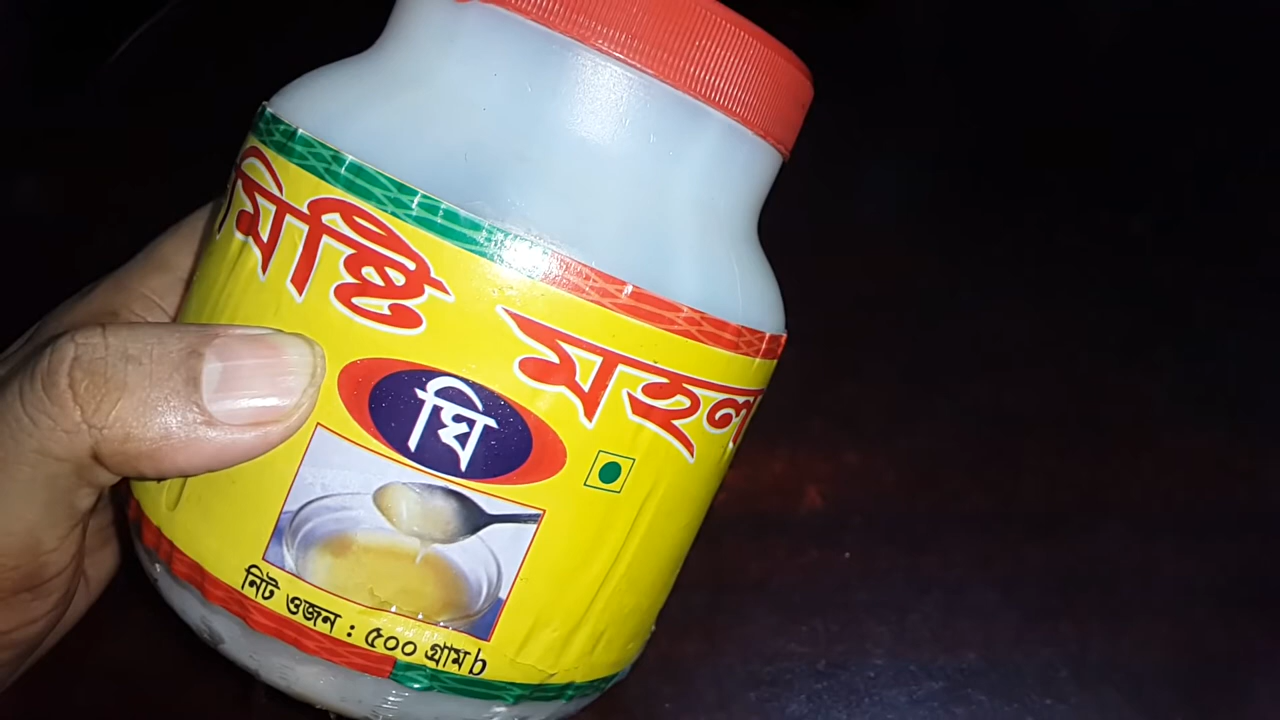 মিষ্টি মহল
ঘি
নিট ওজন : ৫০০ গ্রাম b